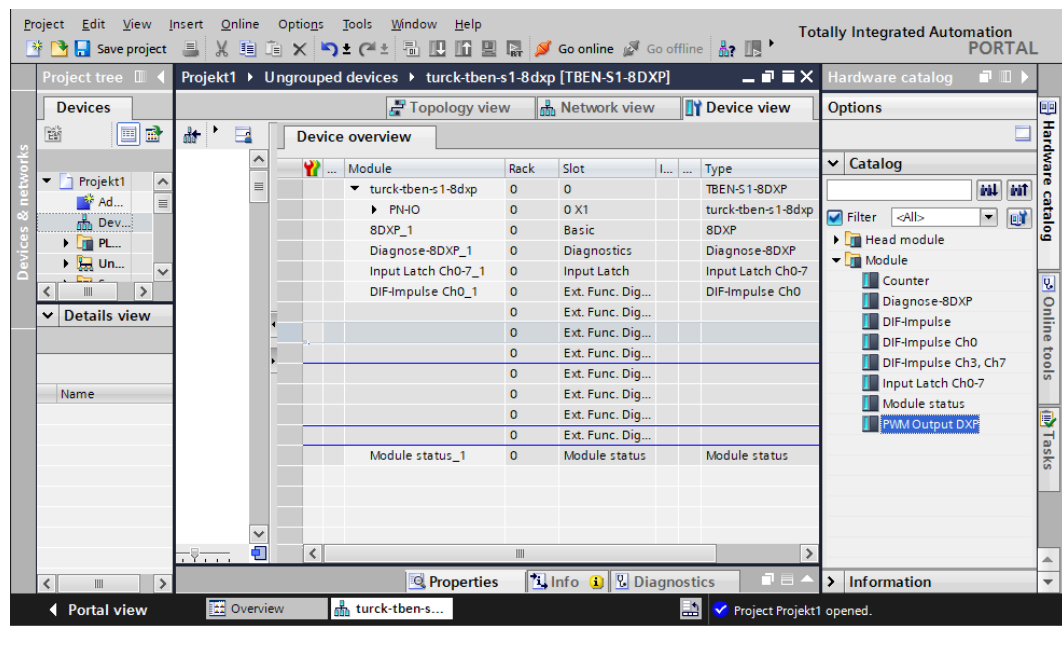 Project Edit View Insert Online Options Tools Window Help
Totally Integrated Automation
PORTAL
Save project Go online Go offline
Project tree
Projekt1 Ungrouped devices turck-tben-s1-8dxp [TBEN-S1-8DXP]
Hardware catalog
Devices
Topology view Network view Device view
Options
Device overview
... Module Rack Slot I... ... Type
Catalog
turck-tben-s1-8dxp 0 0 TBEN-S1-8DXP
PN-IO 0 0 X1 turck-tben-s1-8dxp
8DXP_1 0 Basic 8DXP
Diagnose-8DXP_1 0 Diagnostics Diagnose-8DXP
Input Latch Ch0-7_1 0 Input Latch Input Latch Ch0-7
DIF-Impulse Ch0_1 0 Ext. Func. Dig... DIF-Impulse Ch0
0 Ext. Func. Dig...
0 Ext. Func. Dig...
0 Ext. Func. Dig...
0 Ext. Func. Dig...
0 Ext. Func. Dig...
0 Ext. Func. Dig...
0 Ext. Func. Dig...
Module status_1 0 Module status Module status
Projekt1
Ad...
Dev...
PL...
Un...
Details view
Name
Devices & networks
Filter <All>
Head module
Module
Counter
Diagnose-8DXP
DIF-Impulse
DIF-Impulse Ch0
DIF-Impulse Ch3, Ch7
Input Latch Ch0-7
Module status
PWM Output DXP
Hardware catalog
Online tools
Tasks
Properties Info Diagnostics
Information
Portal view Overview turck-tben-s... Project Projekt1 opened.